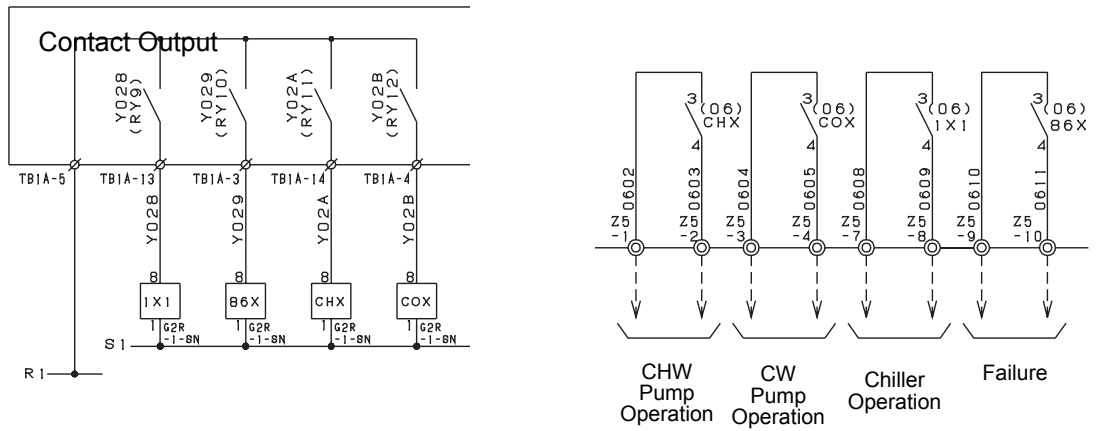 Contact Output
Y028
(RY9)
Y029
(RY10)
Y02A
(RY11)
Y02B
(RY12)
TB1A-5
TB1A-13
TB1A-3
TB1A-14
TB1A-4
Y028
Y029
Y02A
Y02B
8
8
8
8
1X1
86X
CHX
COX
1
G2R
-1-SN
1
G2R
-1-SN
1
G2R
-1-SN
1
G2R
-1-SN
S1
R1
3
(06)
CHX
4
3
(06)
COX
4
3
(06)
1X1
4
3
(06)
86X
4
0602
0603
0604
0605
0608
0609
0610
0611
Z5
-1
Z5
-2
Z5
-3
Z5
-4
Z5
-7
Z5
-8
Z5
-9
Z5
-10
CHW
Pump
Operation
CW
Pump
Operation
Chiller
Operation
Failure